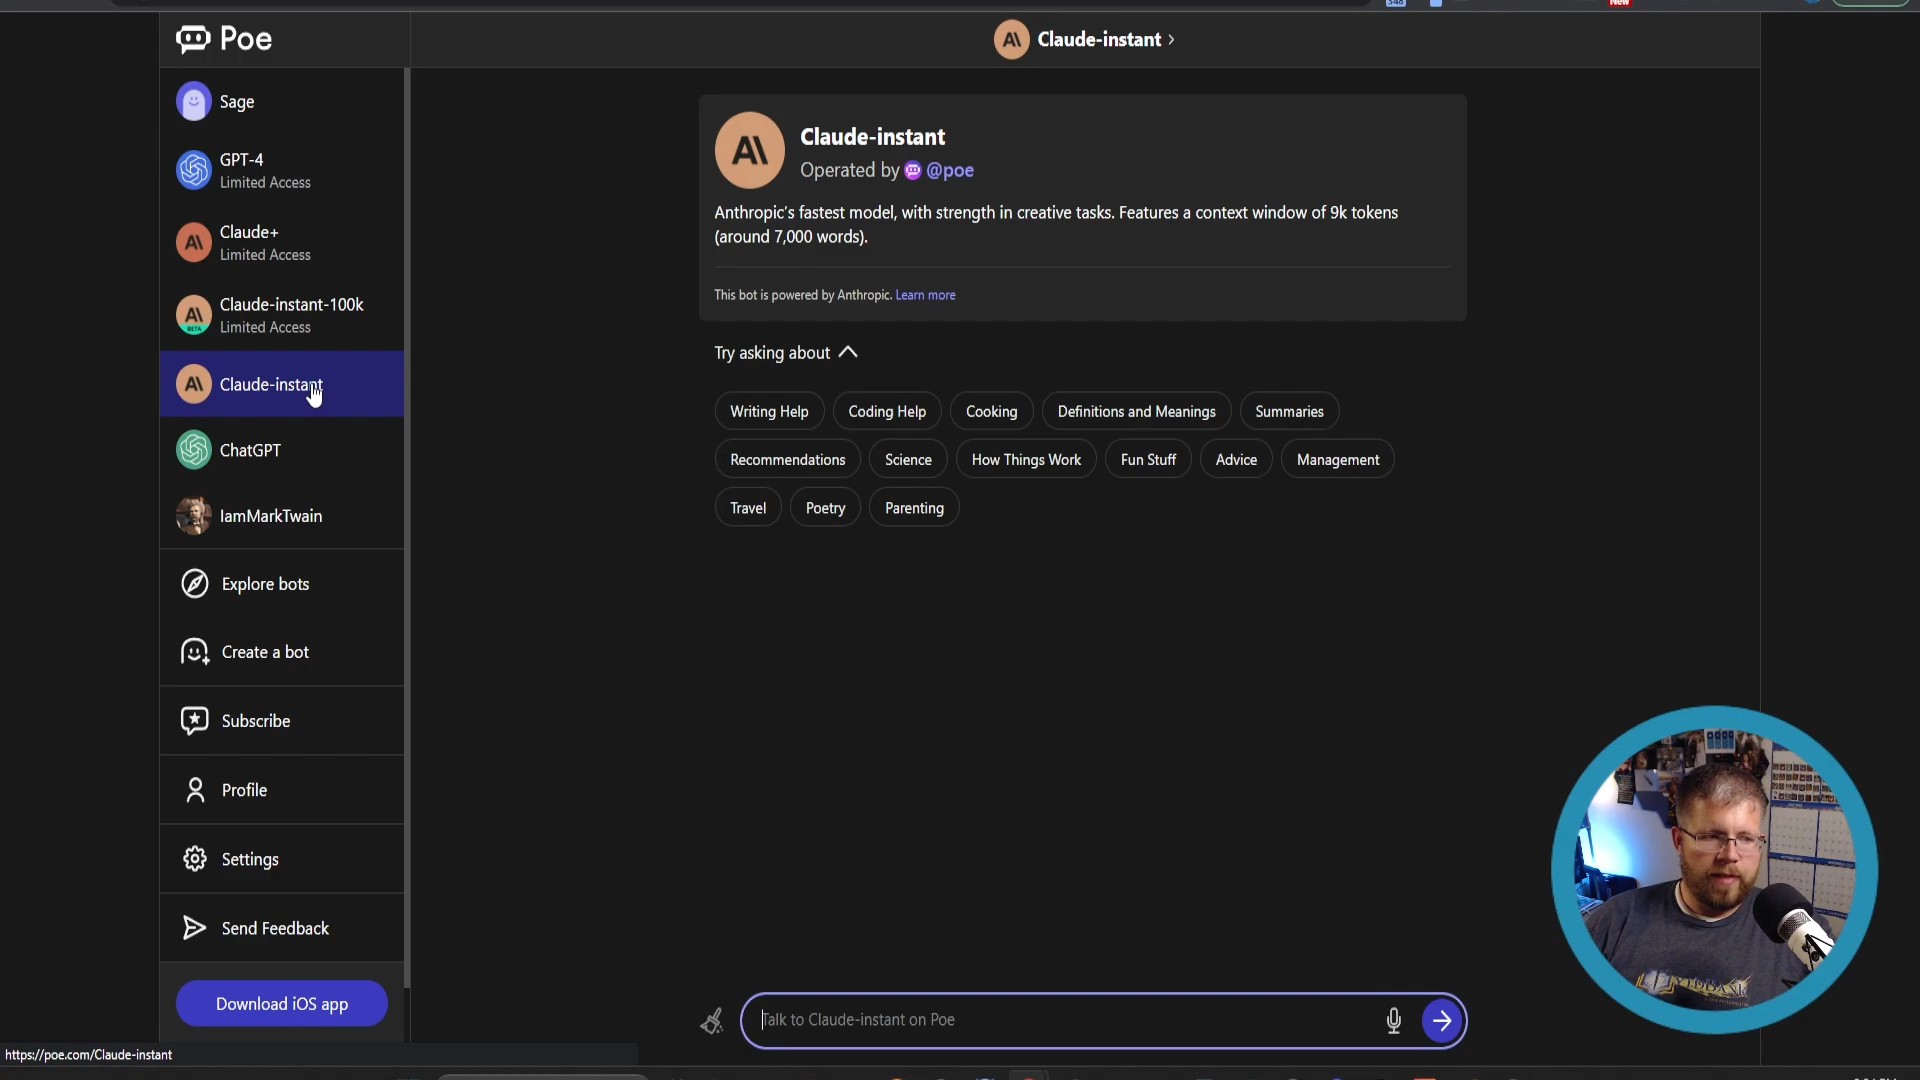 548
New
Poe
Claude-instant
Sage
GPT-4
Limited Access
Claude+
Limited Access
Claude-instant-100k
BETA
Limited Access
Claude-instant
ChatGPT
IamMarkTwain
Explore bots
Create a bot
Subscribe
Profile
Settings
Send Feedback
Download iOS app
https://poe.com/Claude-instant
Claude-instant
Operated by @poe
Anthropic's fastest model, with strength in creative tasks. Features a context window of 9k tokens
(around 7,000 words).
This bot is powered by Anthropic. Learn more
Try asking about
Writing Help Coding Help Cooking Definitions and Meanings Summaries
Recommendations Science How Things Work Fun Stuff Advice Management
Travel Poetry Parenting
Talk to Claude-instant on Poe